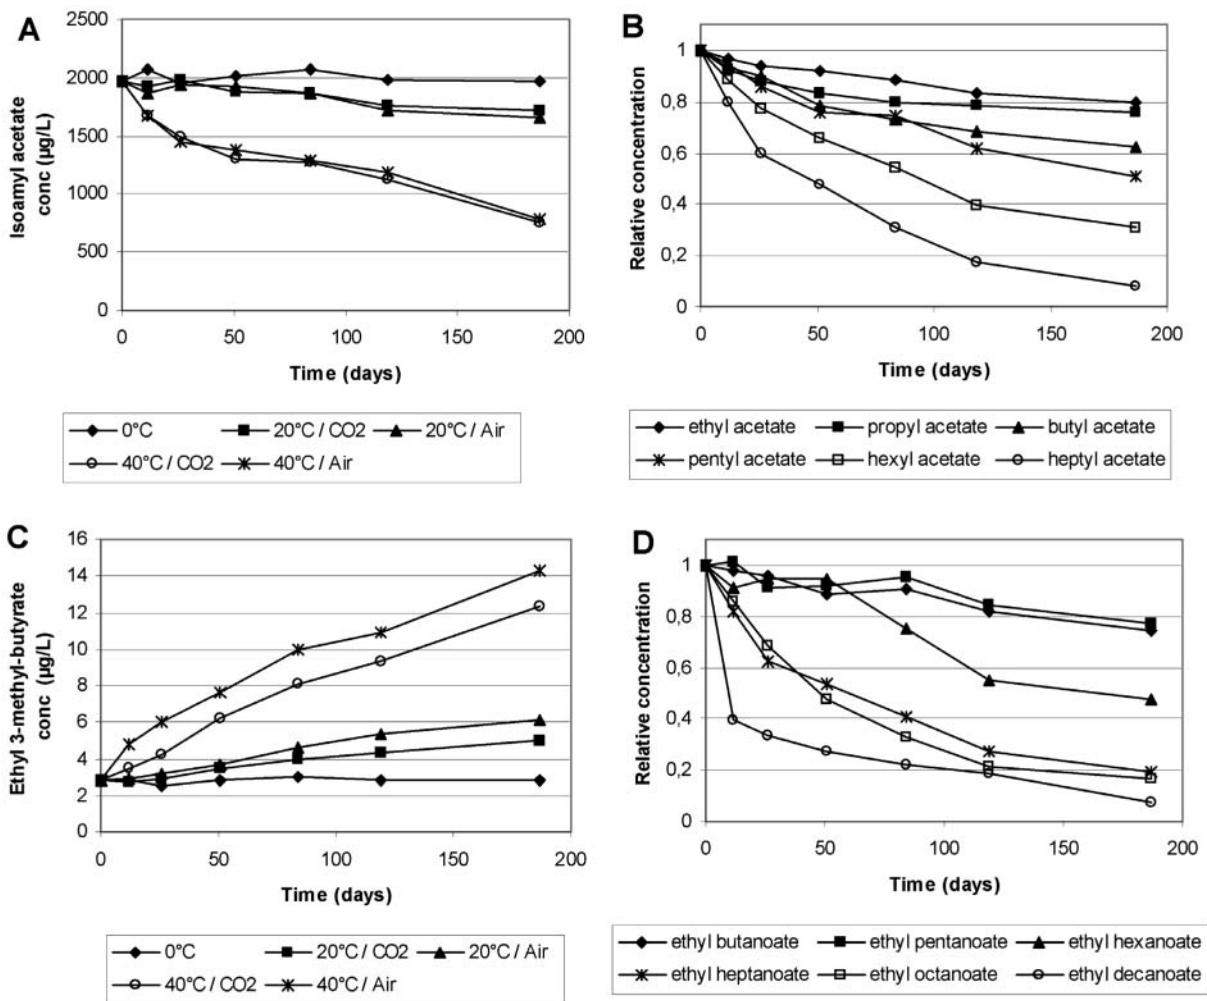 A
2500
2000
1500
1000
500
0
Isoamyl acetate
conc (µg/L)
0 50 100 150 200
Time (days)
0°C 20°C / CO2 20°C / Air
40°C / CO2 40°C / Air
B
1
0,8
0,6
0,4
0,2
0
Relative concentration
0 50 100 150 200
Time (days)
ethyl acetate propyl acetate butyl acetate
pentyl acetate hexyl acetate heptyl acetate
C
16
14
12
10
8
6
4
2
0
Ethyl 3-methyl-butyrate
conc (µg/L)
0 50 100 150 200
Time (days)
0°C 20°C / CO2 20°C / Air
40°C / CO2 40°C / Air
D
1
0,8
0,6
0,4
0,2
0
Relative concentration
0 50 100 150 200
Time (days)
ethyl butanoate ethyl pentanoate ethyl hexanoate
ethyl heptanoate ethyl octanoate ethyl decanoate